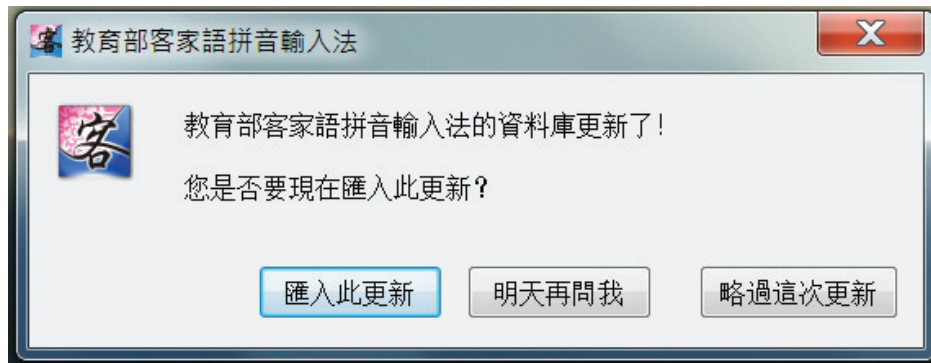 教育部客家語拼音輸入法
客
教育部客家語拼音輸入法的資料庫更新了!
您是否要現在匯入此更新?
匯入此更新 明天再問我 略過這次更新